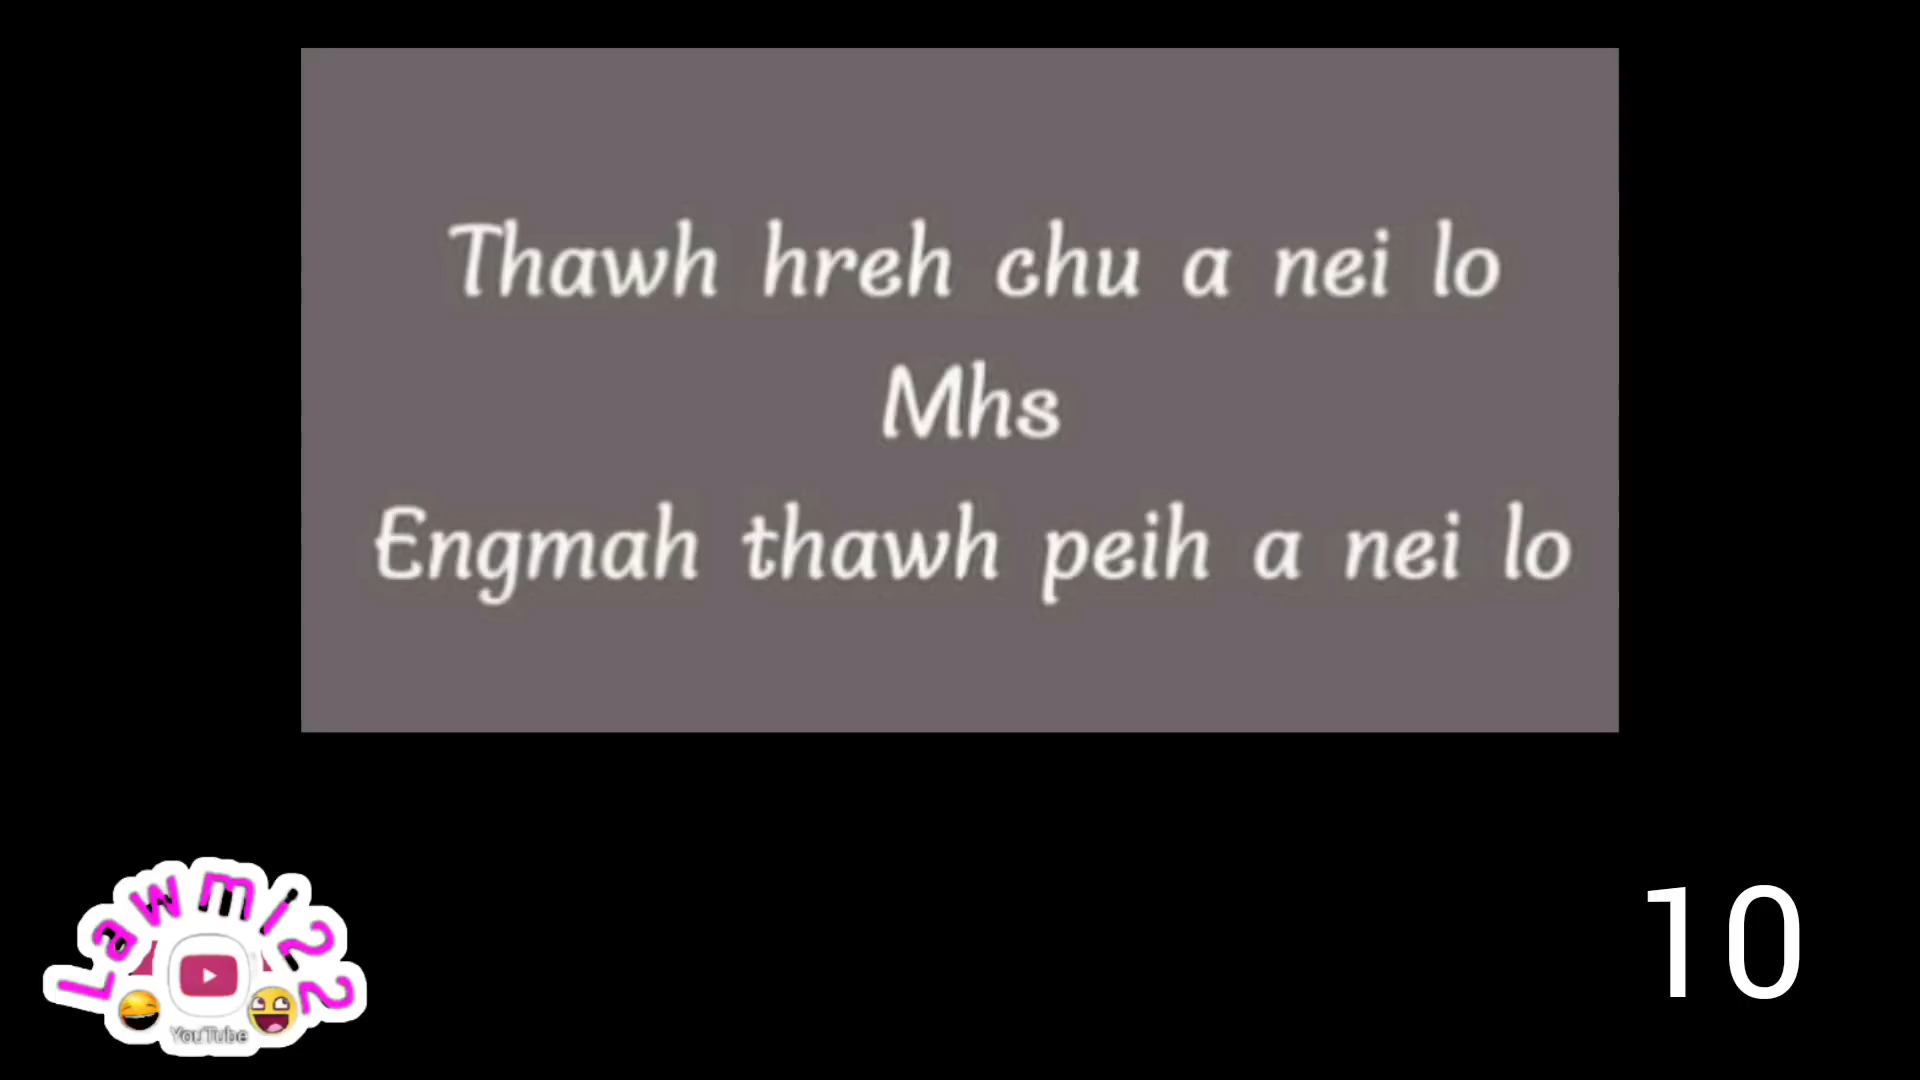 Thawh hreh chu a nei lo
Mhs
Engmah thawh peih a nei lo
Lawmi22
YouTube
10